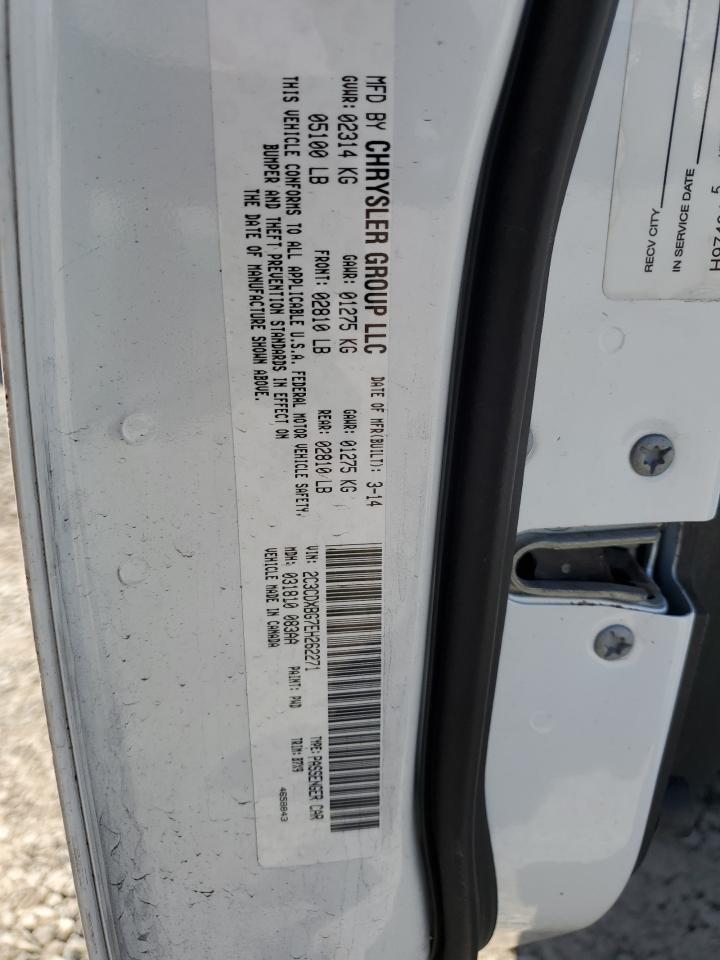 MFD BY CHRYSLER GROUP LLC DATE OF MFR(BUILT): 3-14
GVWR: 02314 KG GAWR: 01275 KG GAWR: 01275 KG
05100 LB FRONT: 02810 LB REAR: 02810 LB
THIS VEHICLE CONFORMS TO ALL APPLICABLE U.S.A. FEDERAL MOTOR VEHICLE SAFETY,
BUMPER AND THEFT PREVENTION STANDARDS IN EFFECT ON
THE DATE OF MANUFACTURE SHOWN ABOVE.
VIN: 2C3CDXBG7EH262271 TYPE: PASSENGER CAR
MDH: 031810 083AA PAINT: PW7 TRIM: B7X9
VEHICLE MADE IN CANADA 4658843
RECV CITY
IN SERVICE DATE